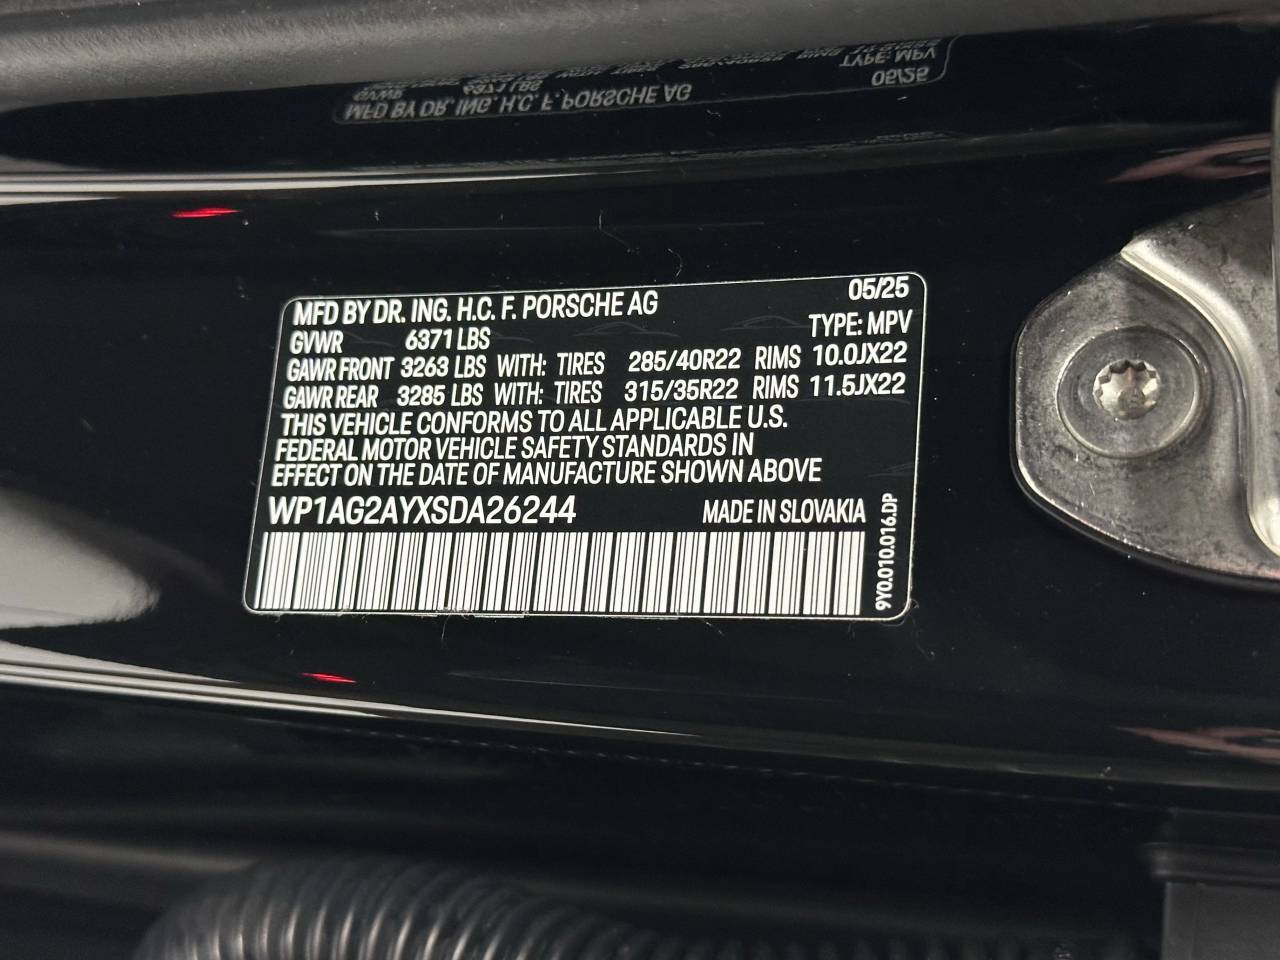 MFD BY DR. ING. H.C. F. PORSCHE AG 05/25
GVWR 6371 LBS TYPE: MPV
GAWR FRONT 3263 LBS WITH: TIRES 285/40R22 RIMS 10.0JX22
GAWR REAR 3285 LBS WITH: TIRES 315/35R22 RIMS 11.5JX22
THIS VEHICLE CONFORMS TO ALL APPLICABLE U.S.
FEDERAL MOTOR VEHICLE SAFETY STANDARDS IN
EFFECT ON THE DATE OF MANUFACTURE SHOWN ABOVE
WP1AG2AYXSDA26244 MADE IN SLOVAKIA
9Y0.010.016.DP